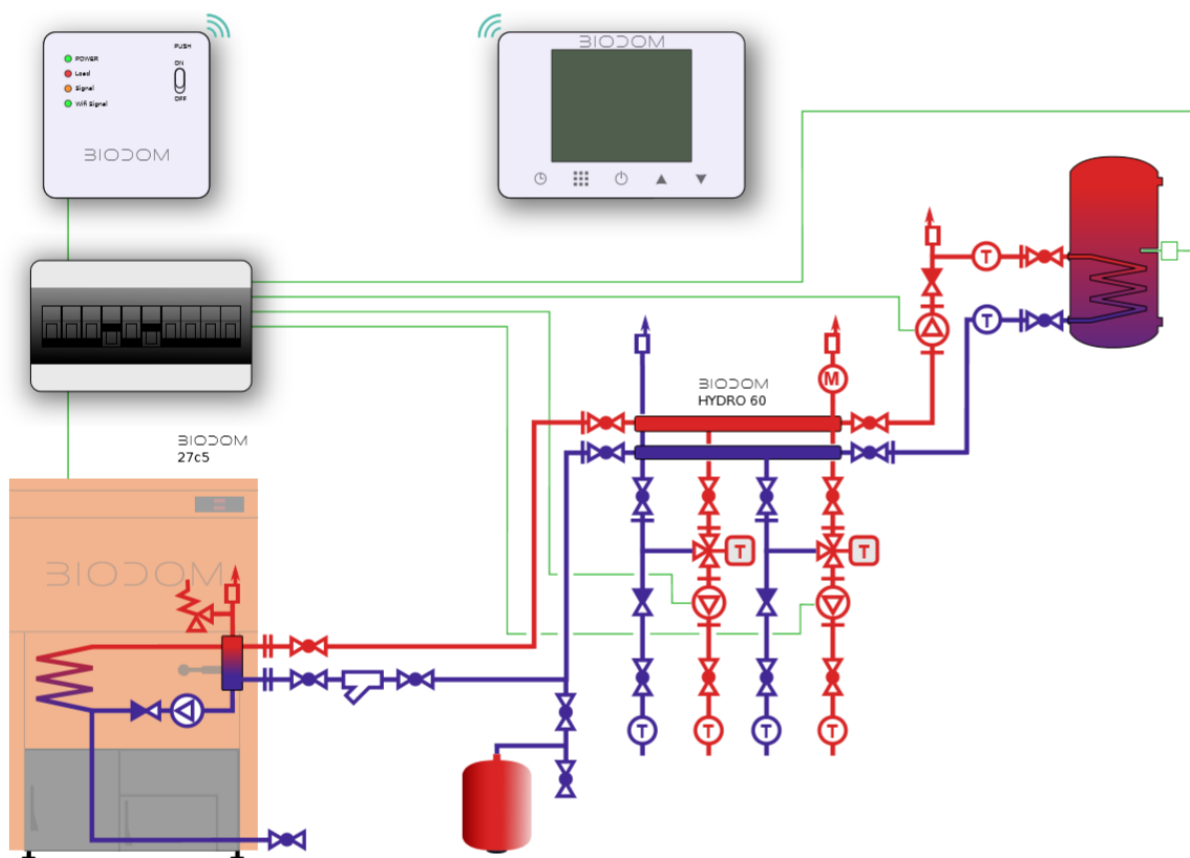 PUSH
POWER
ON
Load
Signal
OFF
Wifi Signal
BIODOM
BIODOM
BIODOM
HYDRO 60
M
T
T
BIODOM
27c5
BIODOM
T
T
T
T
T
T